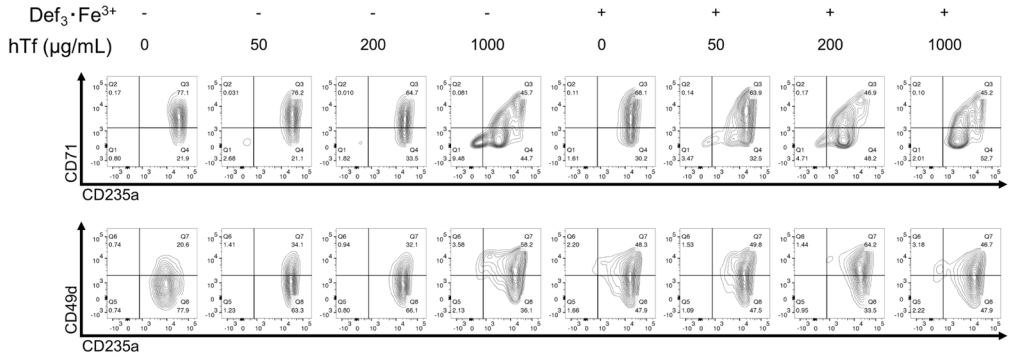 Def3·Fe3+ - - - - + + + +
hTf (µg/mL) 0 50 200 1000 0 50 200 1000
Q2 Q3 Q2 Q3 Q2 Q3 Q2 Q3 Q2 Q3 Q2 Q3 Q2 Q3 Q2 Q3
0.17 77.1 0.031 76.2 0.010 64.7 0.081 45.7 0.11 68.1 0.14 63.9 0.17 46.9 0.10 45.2
CD71
Q1 Q4 Q1 Q4 Q1 Q4 Q1 Q4 Q1 Q4 Q1 Q4 Q1 Q4 Q1 Q4
0.80 21.9 2.68 21.1 1.82 33.5 9.48 44.7 1.61 30.2 3.47 32.5 4.71 48.2 2.01 52.7
CD235a
Q6 Q7 Q6 Q7 Q6 Q7 Q6 Q7 Q6 Q7 Q6 Q7 Q6 Q7 Q6 Q7
0.74 20.6 1.41 34.1 0.94 32.1 3.58 58.2 2.20 48.3 1.53 49.8 1.44 64.2 3.18 46.7
CD49d
Q5 Q8 Q5 Q8 Q5 Q8 Q5 Q8 Q5 Q8 Q5 Q8 Q5 Q8 Q5 Q8
0.74 77.9 1.23 63.3 0.80 66.1 2.13 36.1 1.66 47.9 1.09 47.5 0.95 33.5 2.22 47.9
CD235a